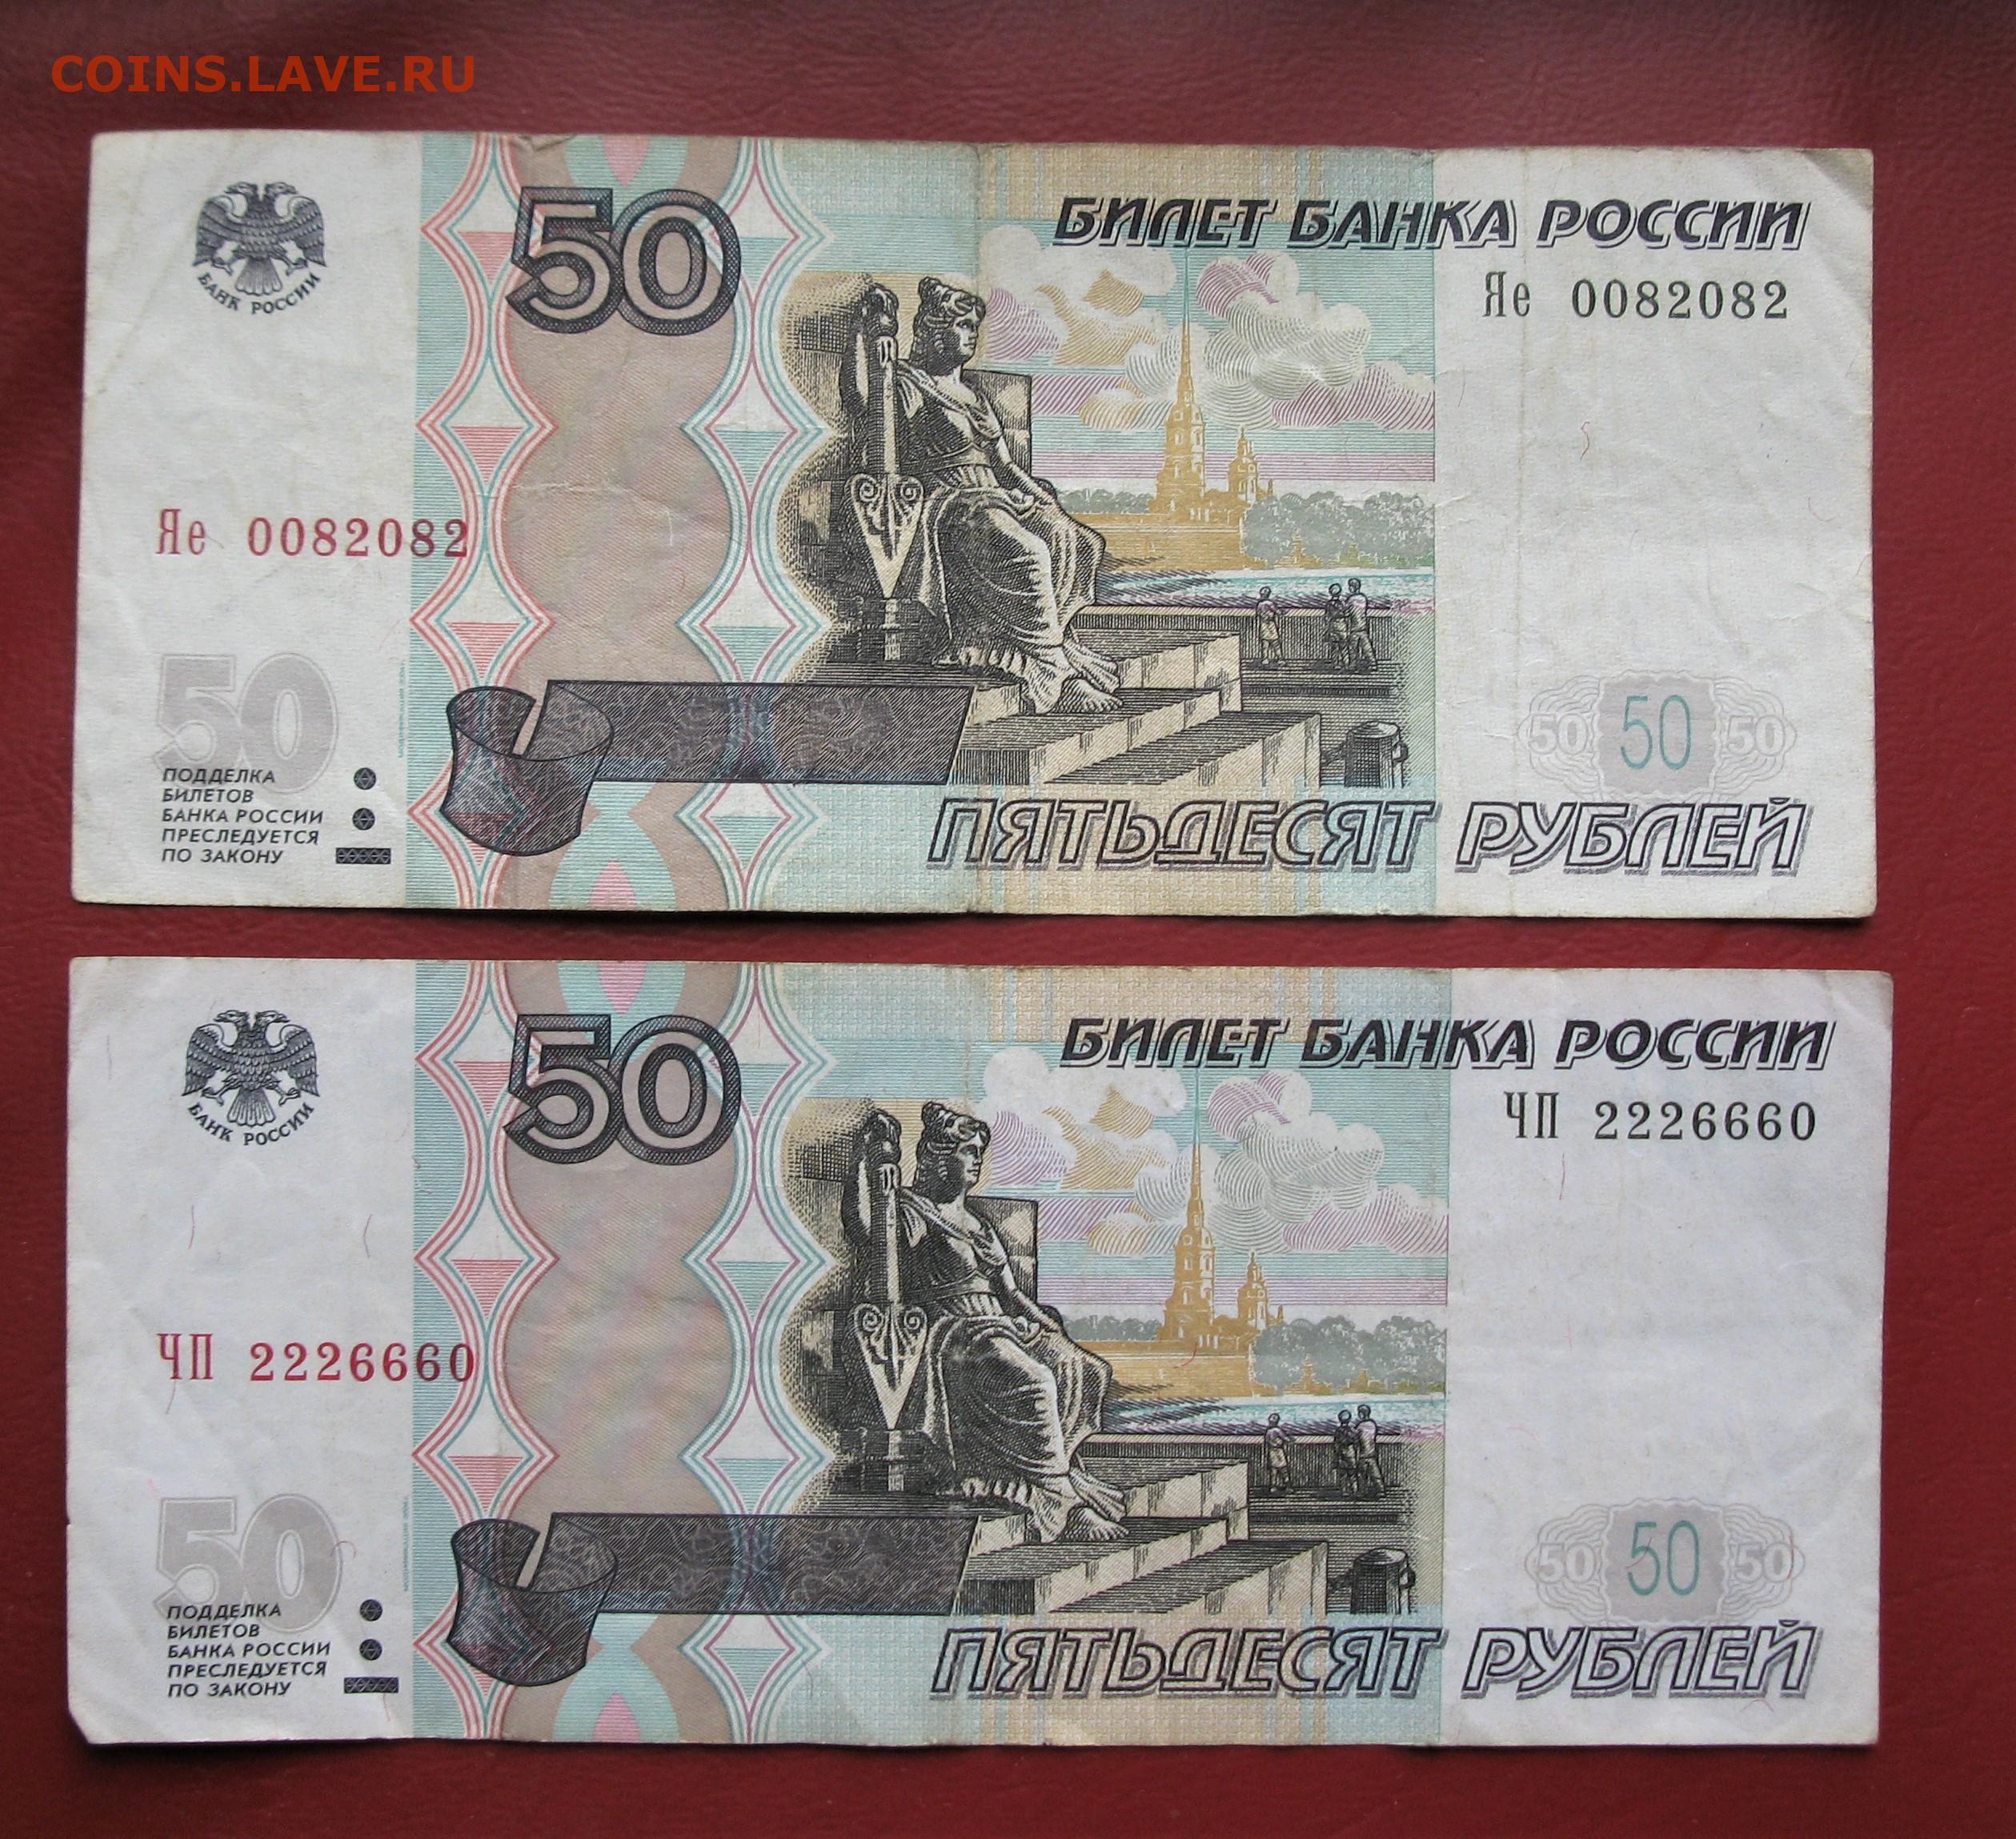 COINS.LAVE.RU
БАНК РОССИИ
50
БИЛЕТ БАНКА РОССИИ
Яе 0082082
Яе 0082082
50
ПОДДЕЛКА
БИЛЕТОВ
БАНКА РОССИИ
ПРЕСЛЕДУЕТСЯ
ПО ЗАКОНУ
50 50 50
ПЯТЬДЕСЯТ РУБЛЕЙ
БАНК РОССИИ
50
БИЛЕТ БАНКА РОССИИ
ЧП 2226660
ЧП 2226660
50
ПОДДЕЛКА
БИЛЕТОВ
БАНКА РОССИИ
ПРЕСЛЕДУЕТСЯ
ПО ЗАКОНУ
50 50 50
ПЯТЬДЕСЯТ РУБЛЕЙ